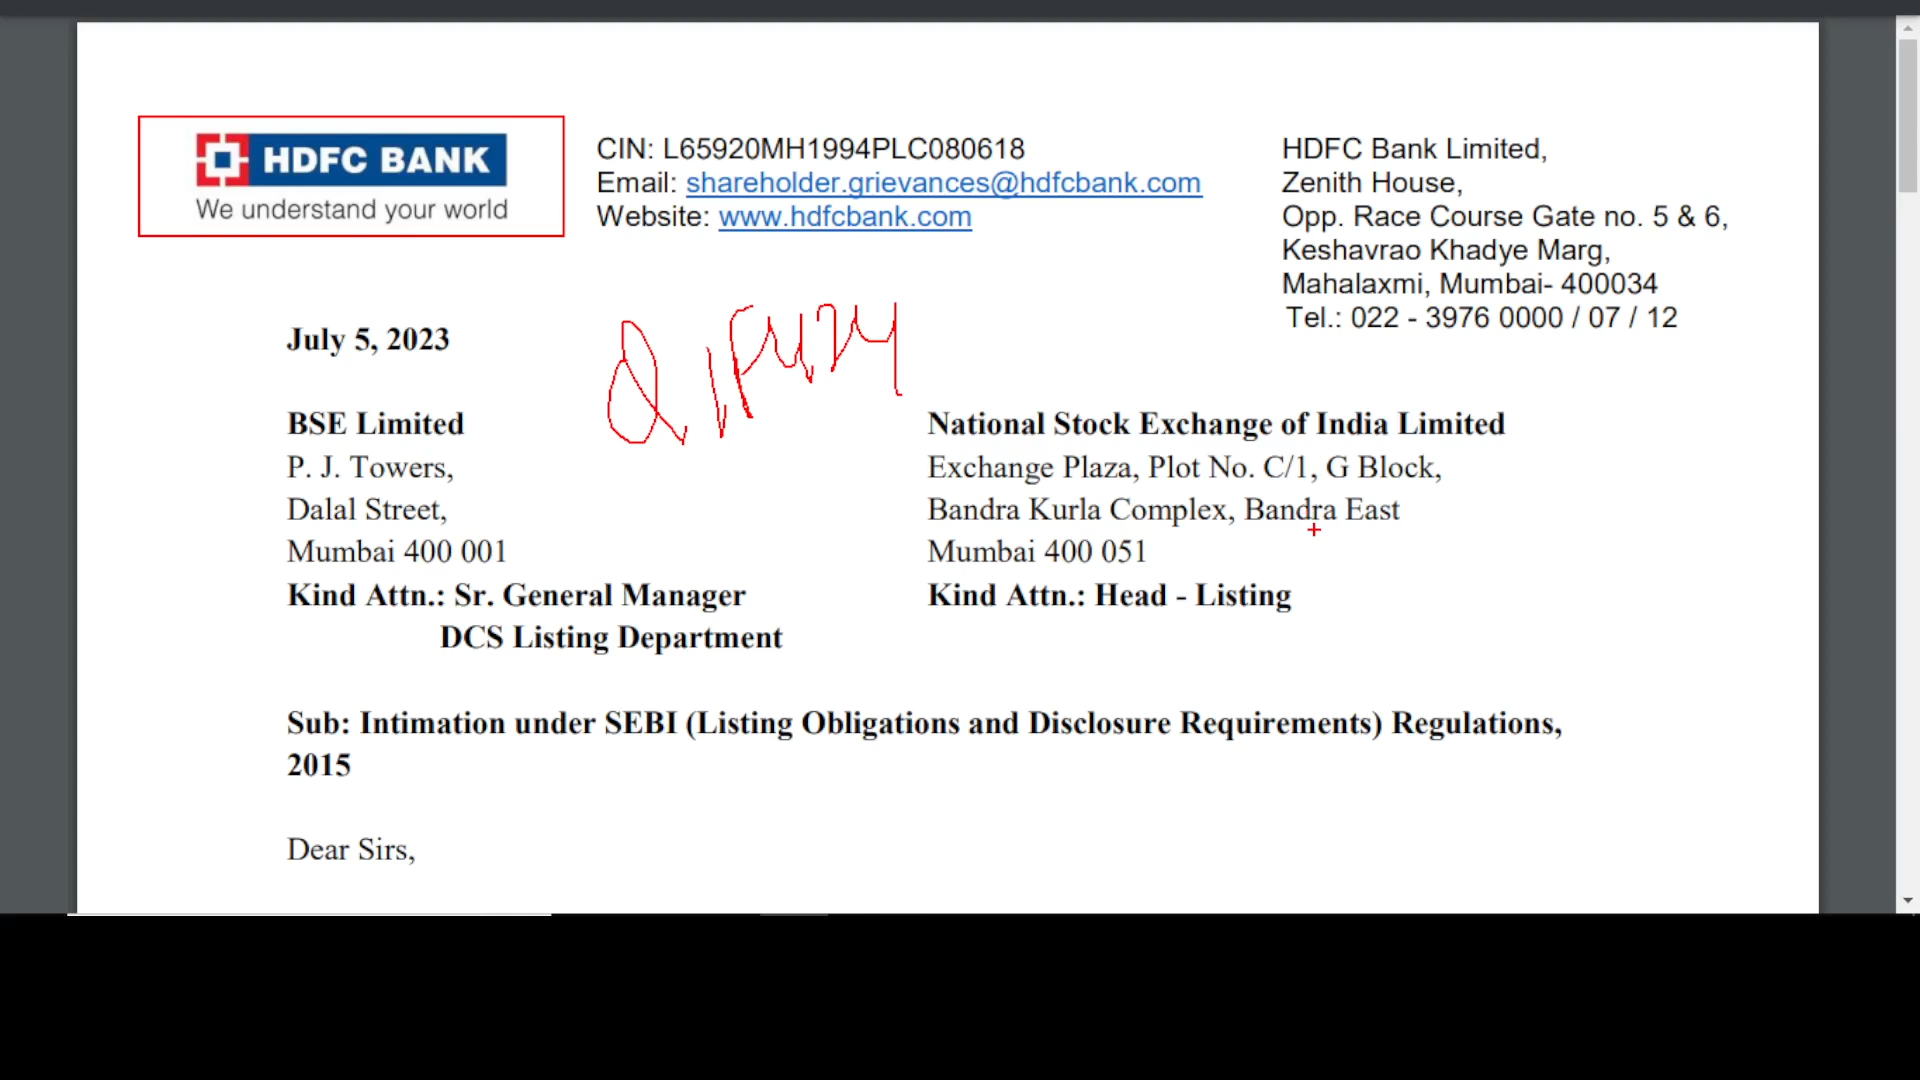 HDFC BANK
We understand your world
CIN: L65920MH1994PLC080618
Email: shareholder.grievances@hdfcbank.com
Website: www.hdfcbank.com
HDFC Bank Limited,
Zenith House,
Opp. Race Course Gate no. 5 & 6,
Keshavrao Khadye Marg,
Mahalaxmi, Mumbai- 400034
Tel.: 022 - 3976 0000 / 07 / 12
July 5, 2023
Q1FY24
BSE Limited
P. J. Towers,
Dalal Street,
Mumbai 400 001
Kind Attn.: Sr. General Manager
DCS Listing Department
National Stock Exchange of India Limited
Exchange Plaza, Plot No. C/1, G Block,
Bandra Kurla Complex, Bandra East
Mumbai 400 051
Kind Attn.: Head - Listing
Sub: Intimation under SEBI (Listing Obligations and Disclosure Requirements) Regulations,
2015
Dear Sirs,